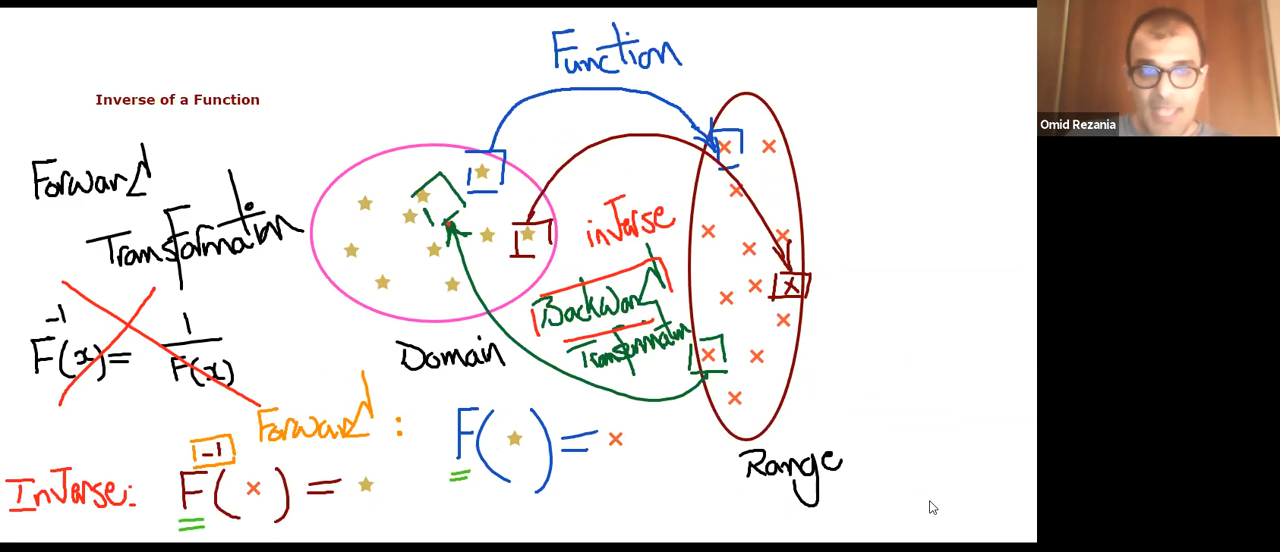 Function
Inverse of a Function
Omid Rezania
Forward
Transformation
inverse
Backward
Transformation
F⁻¹(x) = 1/F(x)
Domain
Forward : F(★) = ×
Range
Inverse: F⁻¹(×) = ★